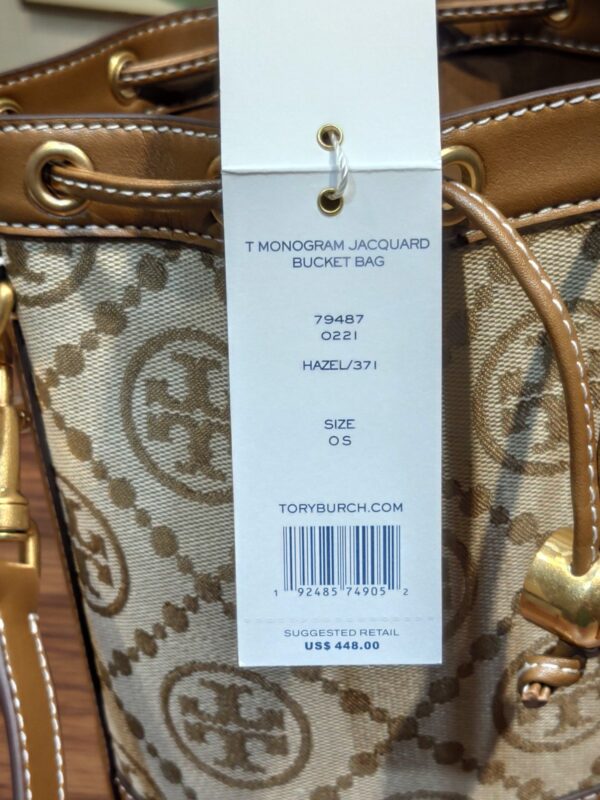 T MONOGRAM JACQUARD
BUCKET BAG
79487
0221
HAZEL/371
SIZE
OS
TORYBURCH.COM
1 92485 74905 2
SUGGESTED RETAIL
US$ 448.00